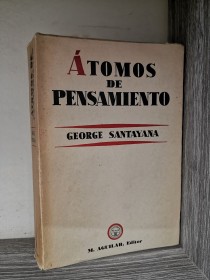 ÁTOMOS
DE
PENSAMIENTO
GEORGE SANTAYANA
M. AGUILAR, Editor